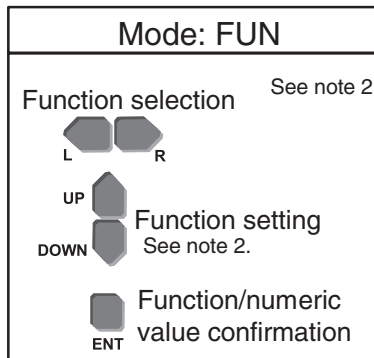 Mode: FUN
See note 2
Function selection
L R
UP
DOWN
Function setting
See note 2.
ENT
Function/numeric
value confirmation